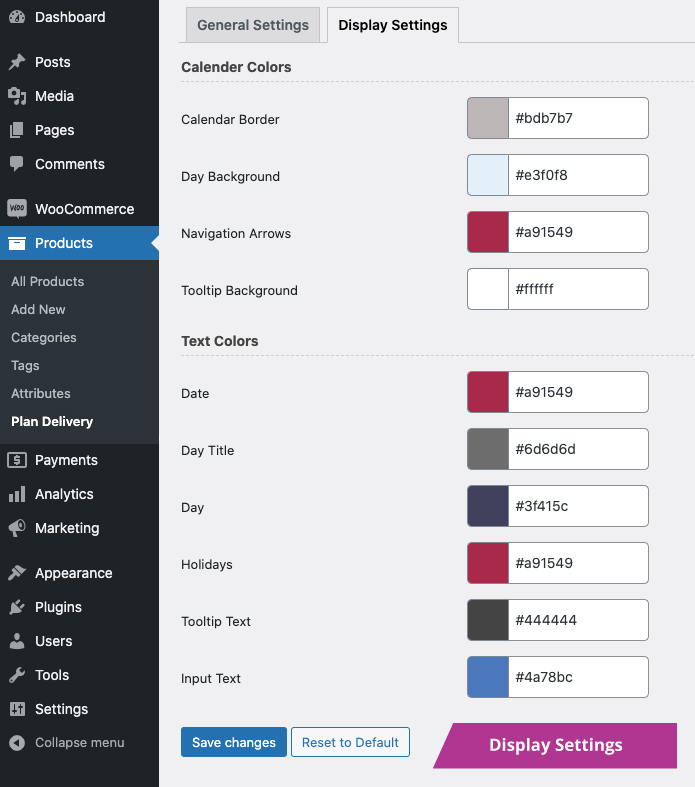 Dashboard
Posts
Media
Pages
Comments
WOO WooCommerce
Products
All Products
Add New
Categories
Tags
Attributes
Plan Delivery
Payments
Analytics
Marketing
Appearance
Plugins
Users
Tools
Settings
Collapse menu
General Settings Display Settings
Calender Colors
Calendar Border #bdb7b7
Day Background #e3f0f8
Navigation Arrows #a91549
Tooltip Background #ffffff
Text Colors
Date #a91549
Day Title #6d6d6d
Day #3f415c
Holidays #a91549
Tooltip Text #444444
Input Text #4a78bc
Save changes Reset to Default
Display Settings